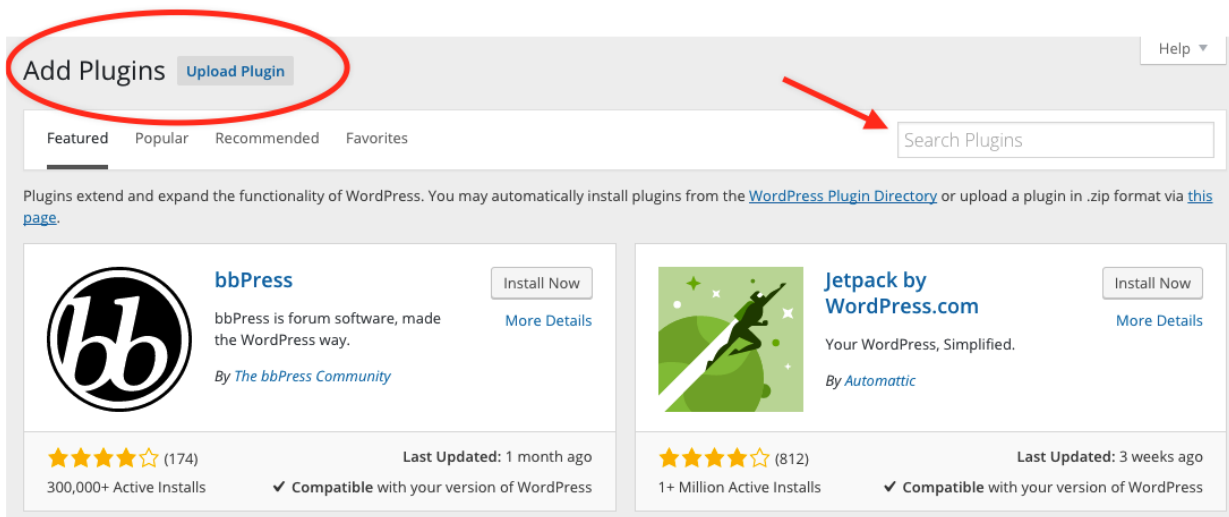 Help ▼
Add Plugins Upload Plugin
Featured Popular Recommended Favorites Search Plugins
Plugins extend and expand the functionality of WordPress. You may automatically install plugins from the WordPress Plugin Directory or upload a plugin in .zip format via this
page.
bb
bbPress
Install Now
More Details
bbPress is forum software, made
the WordPress way.
By The bbPress Community
(174)
Last Updated: 1 month ago
300,000+ Active Installs
✔ Compatible with your version of WordPress
Jetpack by
WordPress.com
Install Now
More Details
Your WordPress, Simplified.
By Automattic
(812)
Last Updated: 3 weeks ago
1+ Million Active Installs
✔ Compatible with your version of WordPress